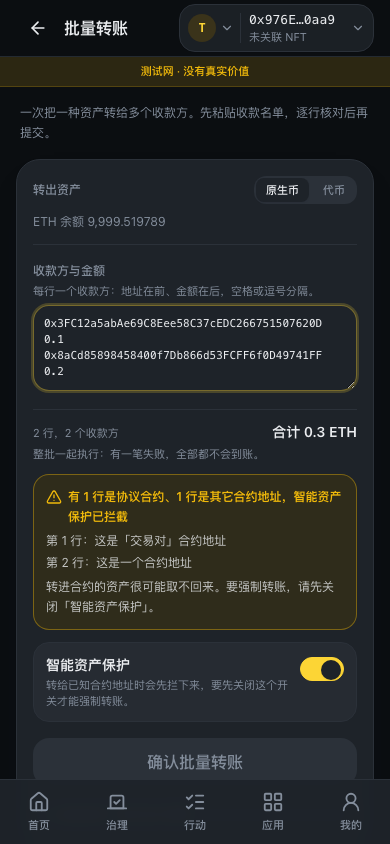 批量转账
T
0x976E…0aa9
未关联 NFT
测试网 · 没有真实价值
一次把一种资产转给多个收款方。先粘贴收款名单，逐行核对后再
提交。
转出资产
原生币
代币
ETH 余额 9,999.519789
收款方与金额
每行一个收款方：地址在前、金额在后，空格或逗号分隔。
0x3FC12a5abAe69C8Eee58C37cEDC266751507620D
0.1
0x8aCd85898458400f7Db866d53FCFF6f0D49741FF
0.2
2 行，2 个收款方
合计 0.3 ETH
整批一起执行：有一笔失败，全部都不会到账。
有 1 行是协议合约、1 行是其它合约地址，智能资产
保护已拦截
第 1 行：这是「交易对」合约地址
第 2 行：这是一个合约地址
转进合约的资产很可能取不回来。要强制转账，请先关
闭「智能资产保护」。
智能资产保护
转给已知合约地址时会先拦下来，要先关闭这个开
关才能强制转账。
确认批量转账
首页
治理
行动
应用
我的